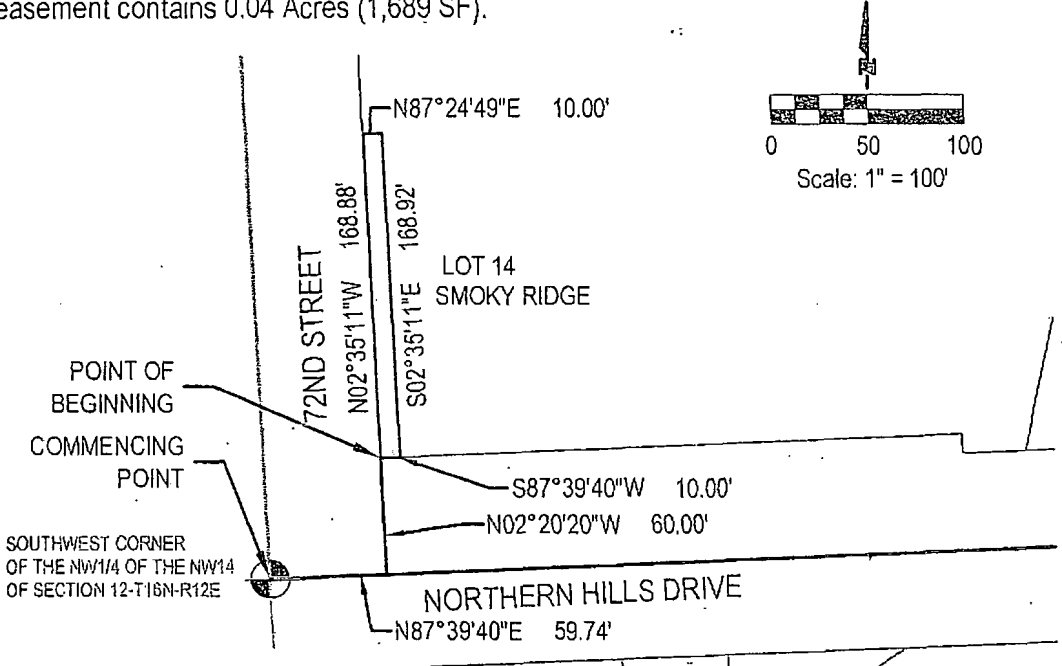 easement contains 0.04 Acres (1,689 SF).
N
0 50 100
Scale: 1" = 100'
N87°24'49"E 10.00'
72ND STREET
N02°35'11"W 168.88'
S02°35'11"E 168.92'
LOT 14
SMOKY RIDGE
POINT OF
BEGINNING
COMMENCING
POINT
S87°39'40"W 10.00'
N02°20'20"W 60.00'
SOUTHWEST CORNER
OF THE NW1/4 OF THE NW14
OF SECTION 12-T16N-R12E
NORTHERN HILLS DRIVE
N87°39'40"E 59.74'